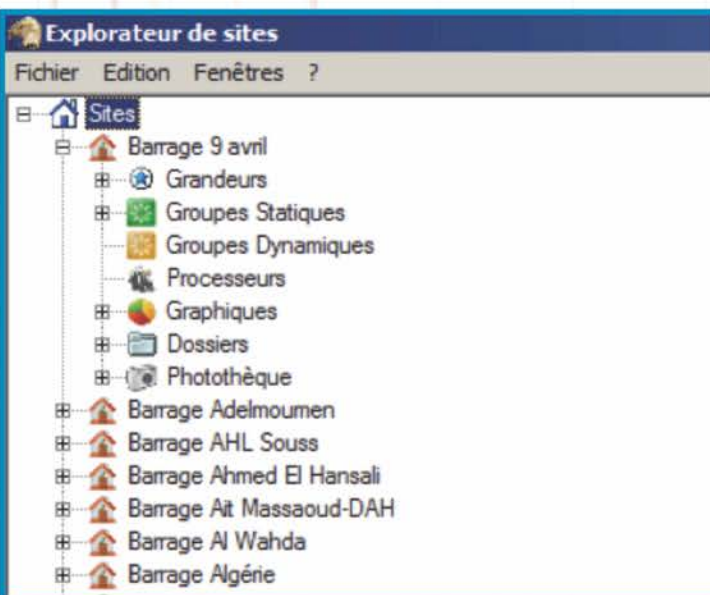 Explorateur de sites
Fichier Edition Fenêtres ?
Sites
Barrage 9 avril
Grandeurs
Groupes Statiques
Groupes Dynamiques
Processeurs
Graphiques
Dossiers
Photothèque
Barrage Adelmoumen
Barrage AHL Souss
Barrage Ahmed El Hansali
Barrage Ait Massaoud-DAH
Barrage Al Wahda
Barrage Algérie